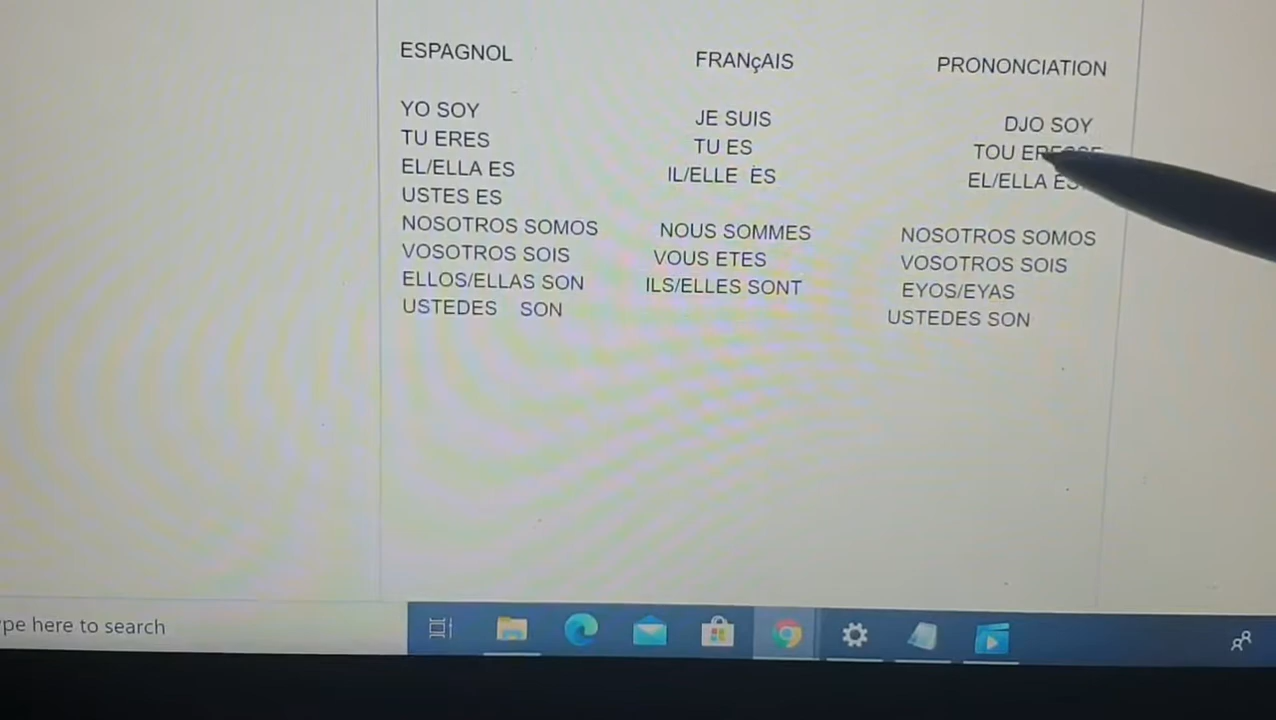 ESPAGNOL FRANçAIS PRONONCIATION
YO SOY JE SUIS DJO SOY
TU ERES TU ES TOU ERESSE
EL/ELLA ES IL/ELLE ES EL/ELLA
USTES ES
NOSOTROS SOMOS NOUS SOMMES NOSOTROS SOMOS
VOSOTROS SOIS VOUS ETES VOSOTROS SOIS
ELLOS/ELLAS SON ILS/ELLES SONT EYOS/EYAS
USTEDES SON USTEDES SON
pe here to search